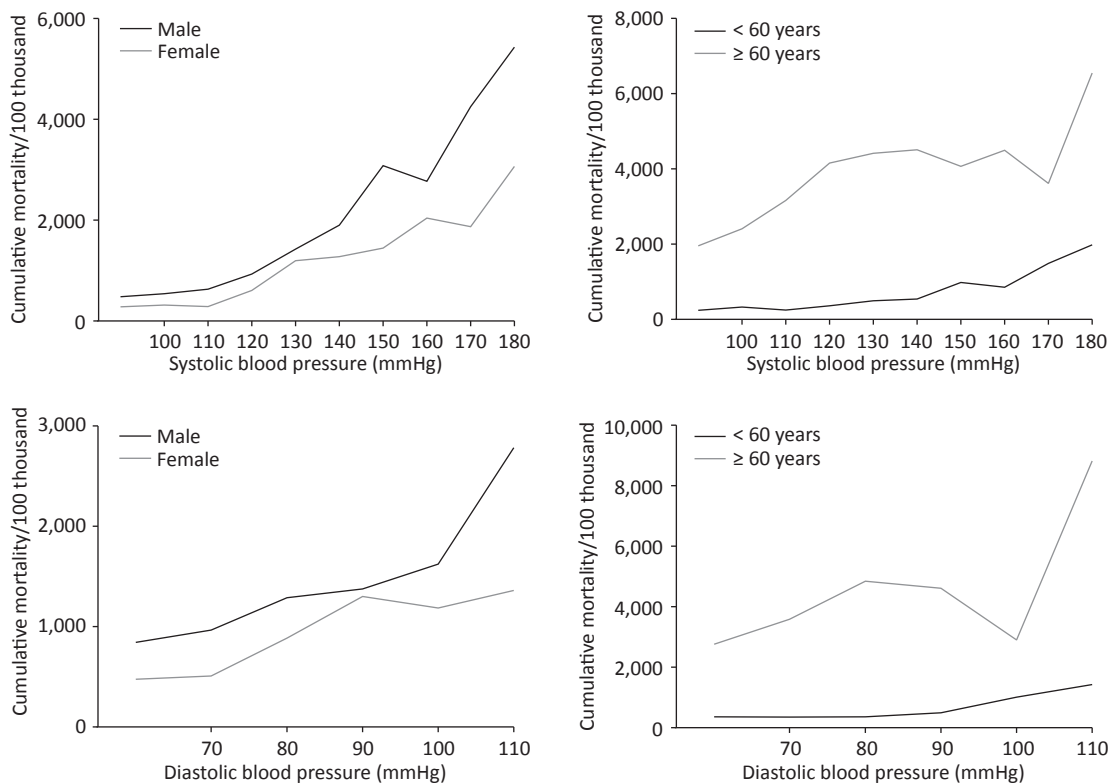 Cumulative mortality/100 thousand
6,000
4,000
2,000
0
Male
Female
100 110 120 130 140 150 160 170 180
Systolic blood pressure (mmHg)
Cumulative mortality/100 thousand
8,000
6,000
4,000
2,000
0
< 60 years
≥ 60 years
100 110 120 130 140 150 160 170 180
Systolic blood pressure (mmHg)
Cumulative mortality/100 thousand
3,000
2,000
1,000
0
Male
Female
70 80 90 100 110
Diastolic blood pressure (mmHg)
Cumulative mortality/100 thousand
10,000
8,000
6,000
4,000
2,000
0
< 60 years
≥ 60 years
70 80 90 100 110
Diastolic blood pressure (mmHg)